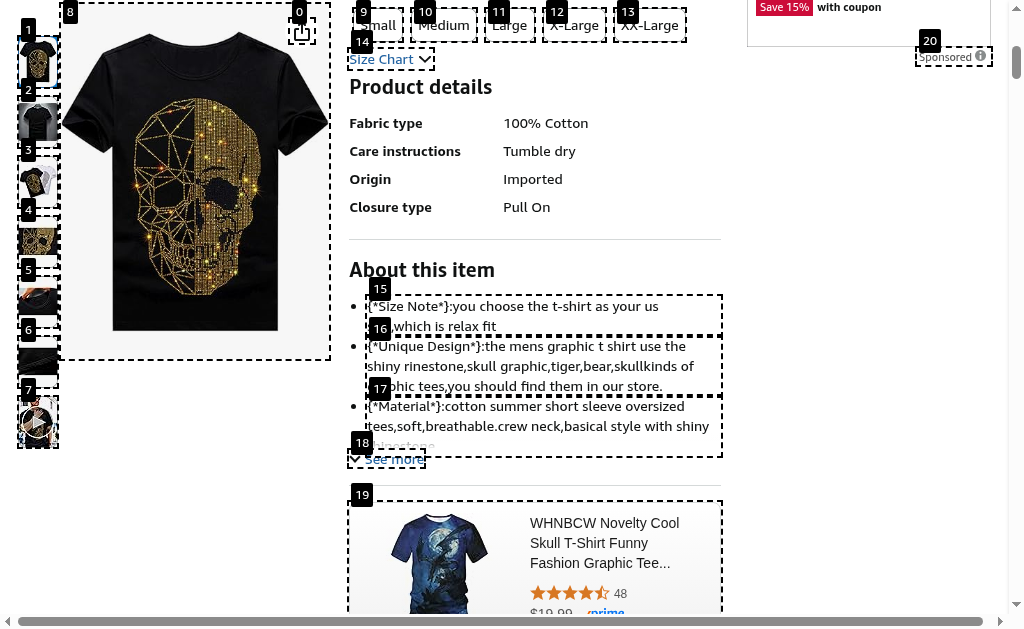 0
1
2
3
4
5
6
7
8
9
Small
10
Medium
11
Large
12
X-Large
13
XX-Large
14
Size Chart
Product details
Fabric type 100% Cotton
Care instructions Tumble dry
Origin Imported
Closure type Pull On
About this item
15
{*Size Note*}:you choose the t-shirt as your us
,which is relax fit
16
{*Unique Design*}:the mens graphic t shirt use the
shiny rinestone,skull graphic,tiger,bear,skullkinds of
graphic tees,you should find them in our store.
17
{*Material*}:cotton summer short sleeve oversized
tees,soft,breathable.crew neck,basical style with shiny
rhinestone
18
See more
19
WHNBCW Novelty Cool
Skull T-Shirt Funny
Fashion Graphic Tee...
48
$19.99 prime
Save 15% with coupon
20
Sponsored